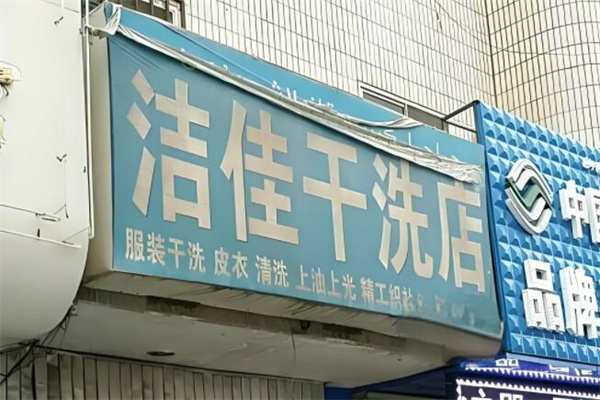 洁佳干洗店
服装干洗 皮衣 清洗 上油上光 精工织补
中国
品牌